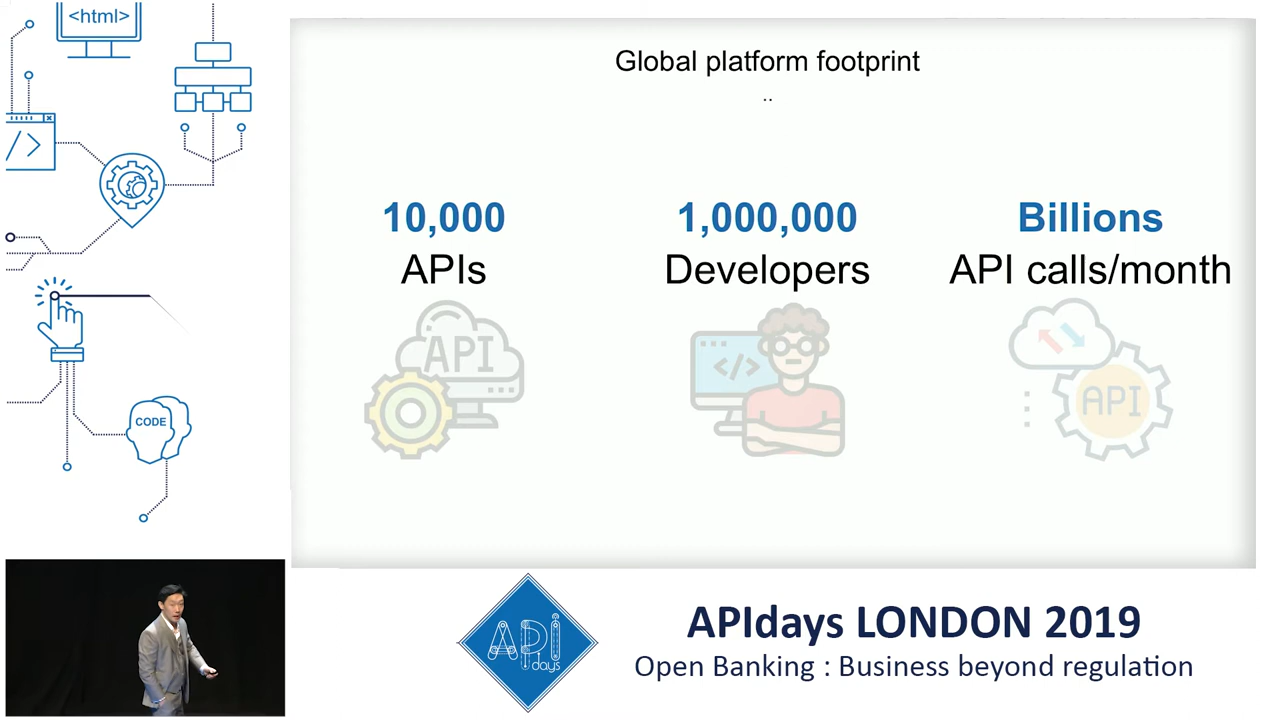 <html>
</>
CODE
Global platform footprint
..
10,000
APIs
1,000,000
Developers
Billions
API calls/month
API
</>
API
API
days
APIdays LONDON 2019
Open Banking : Business beyond regulation